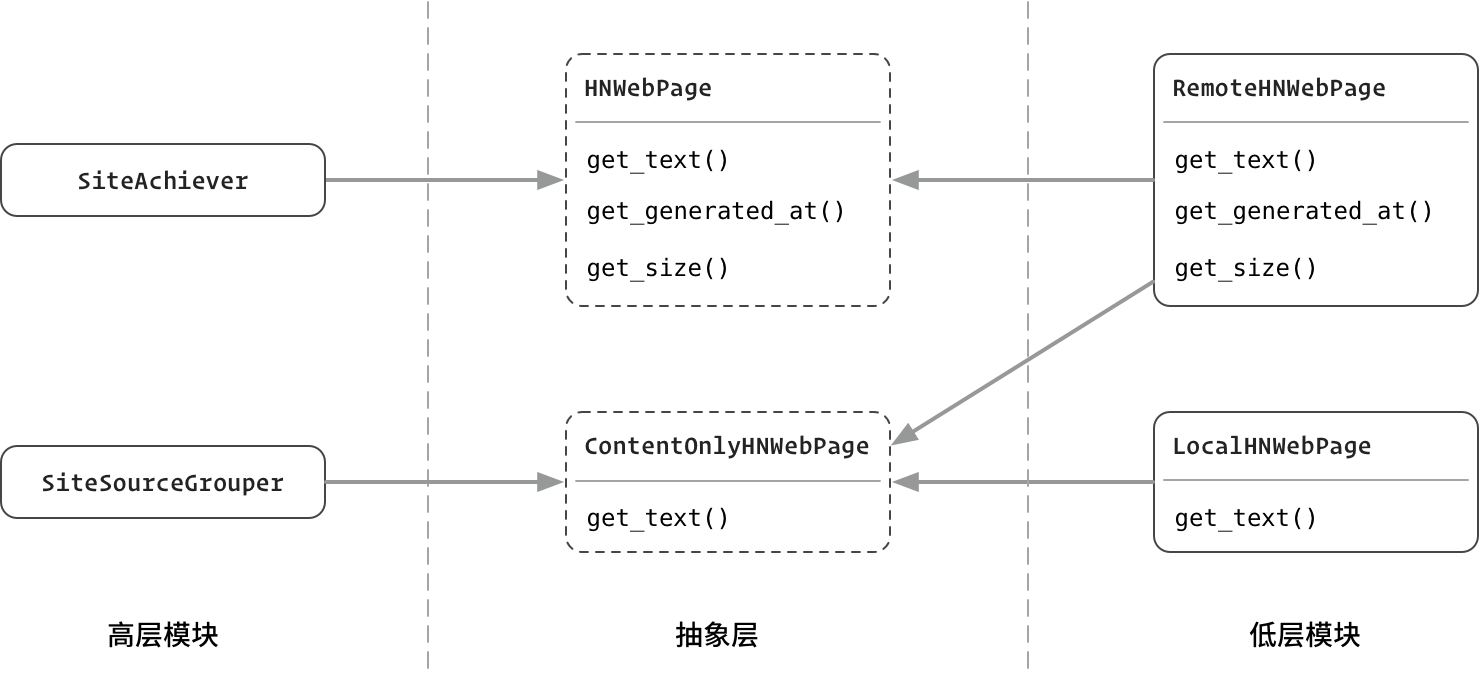 HNWebPage
get_text()
get_generated_at()
get_size()
RemoteHNWebPage
get_text()
get_generated_at()
get_size()
SiteAchiever
SiteSourceGrouper
ContentOnlyHNWebPage
get_text()
LocalHNWebPage
get_text()
高层模块
抽象层
低层模块